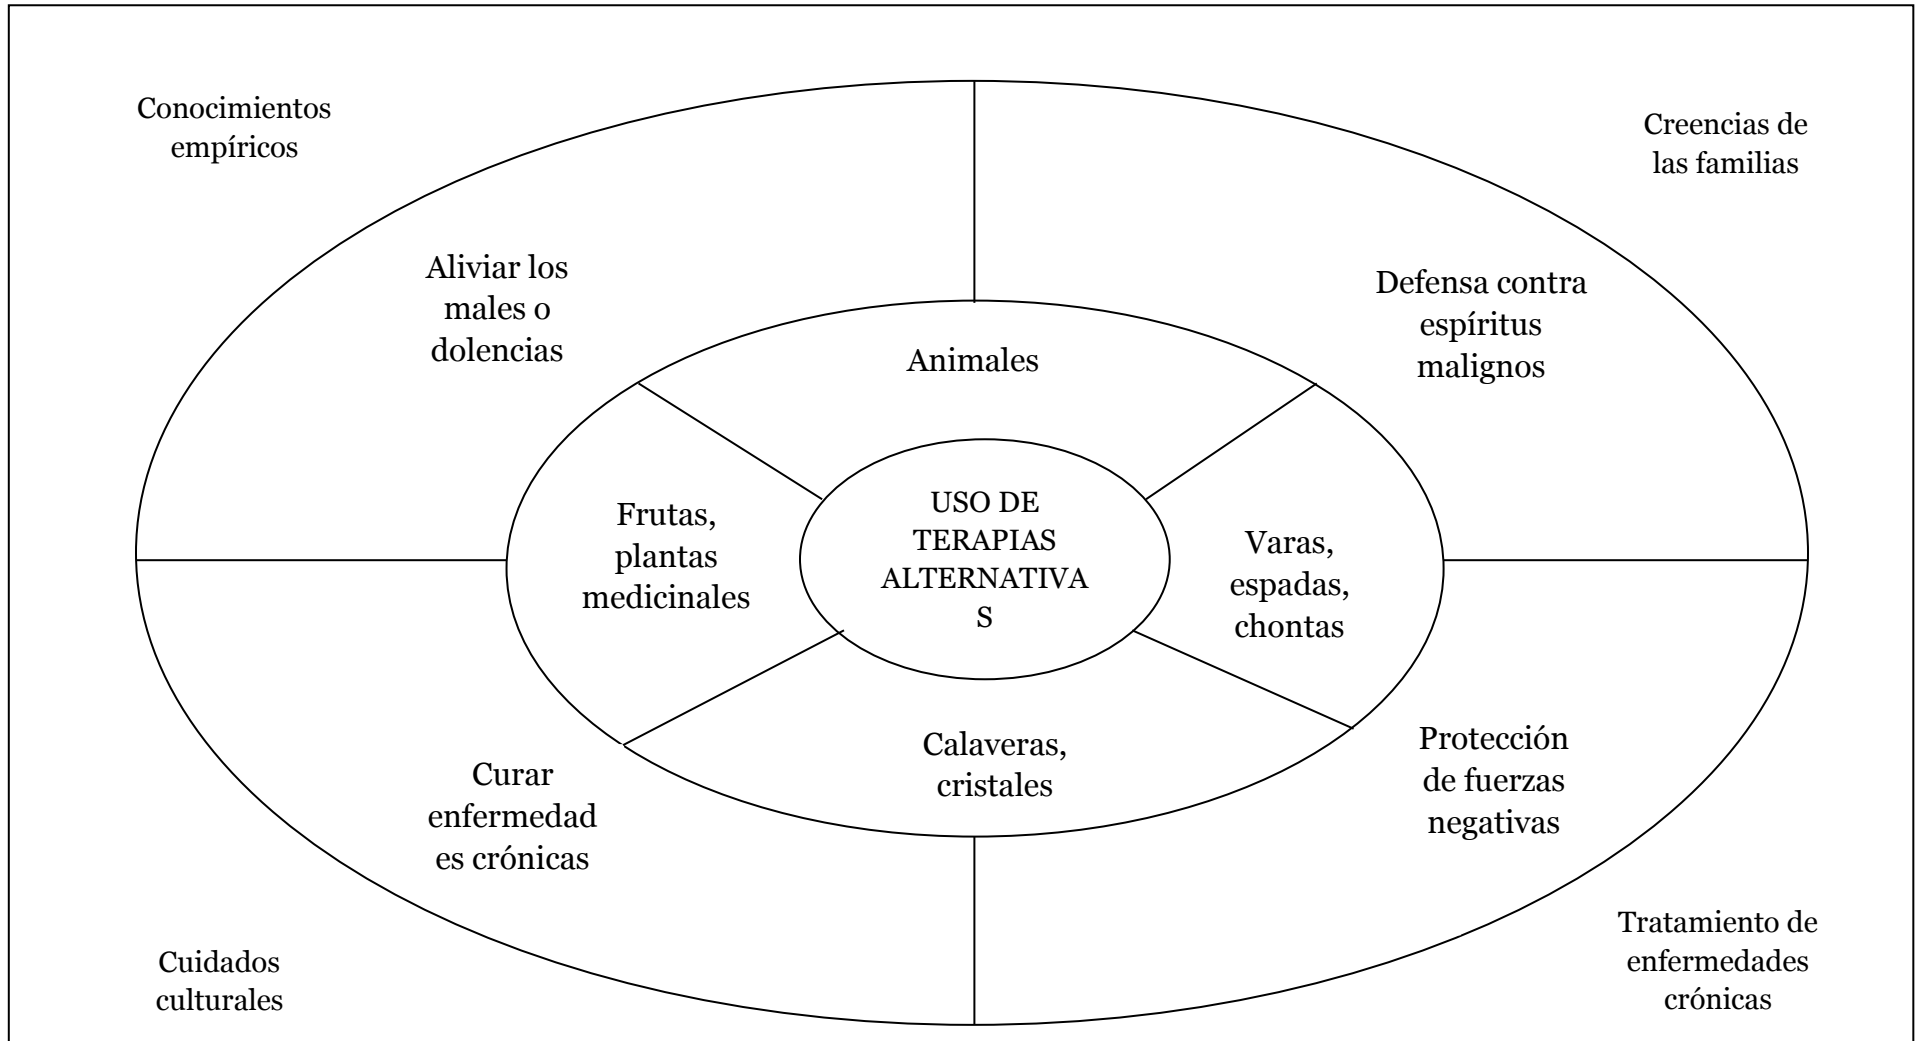 Conocimientos
empíricos
Creencias de
las familias
Aliviar los
males o
dolencias
Defensa contra
espíritus
malignos
Animales
Frutas,
plantas
medicinales
USO DE
TERAPIAS
ALTERNATIVA
S
Varas,
espadas,
chontas
Calaveras,
cristales
Curar
enfermedad
es crónicas
Protección
de fuerzas
negativas
Cuidados
culturales
Tratamiento de
enfermedades
crónicas